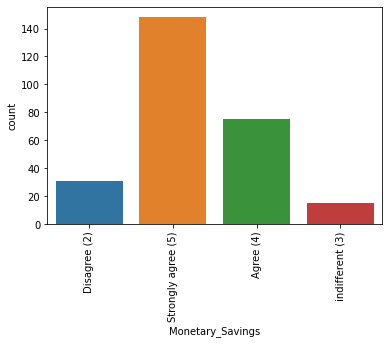 140
120
100
80
60
40
20
0
count
Disagree (2)
Strongly agree (5)
Agree (4)
indifferent (3)
Monetary_Savings